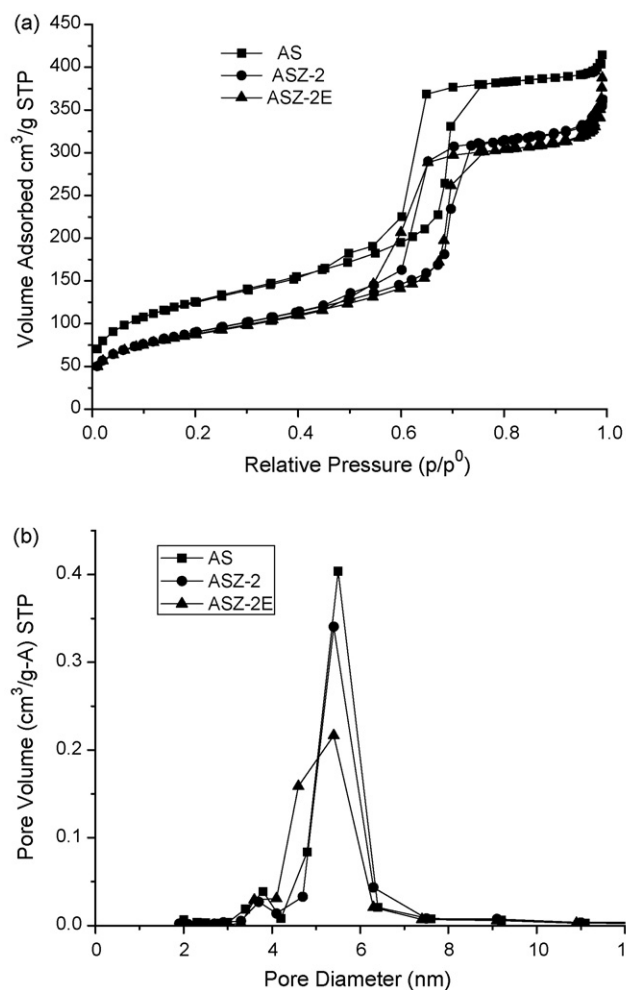 (a)
AS
ASZ-2
ASZ-2E
Volume Adsorbed cm³/g STP
450
400
350
300
250
200
150
100
50
0
0.0 0.2 0.4 0.6 0.8 1.0
Relative Pressure (p/p⁰)
(b)
AS
ASZ-2
ASZ-2E
Pore Volume (cm³/g-A) STP
0.4
0.3
0.2
0.1
0.0
0 2 4 6 8 10 12
Pore Diameter (nm)